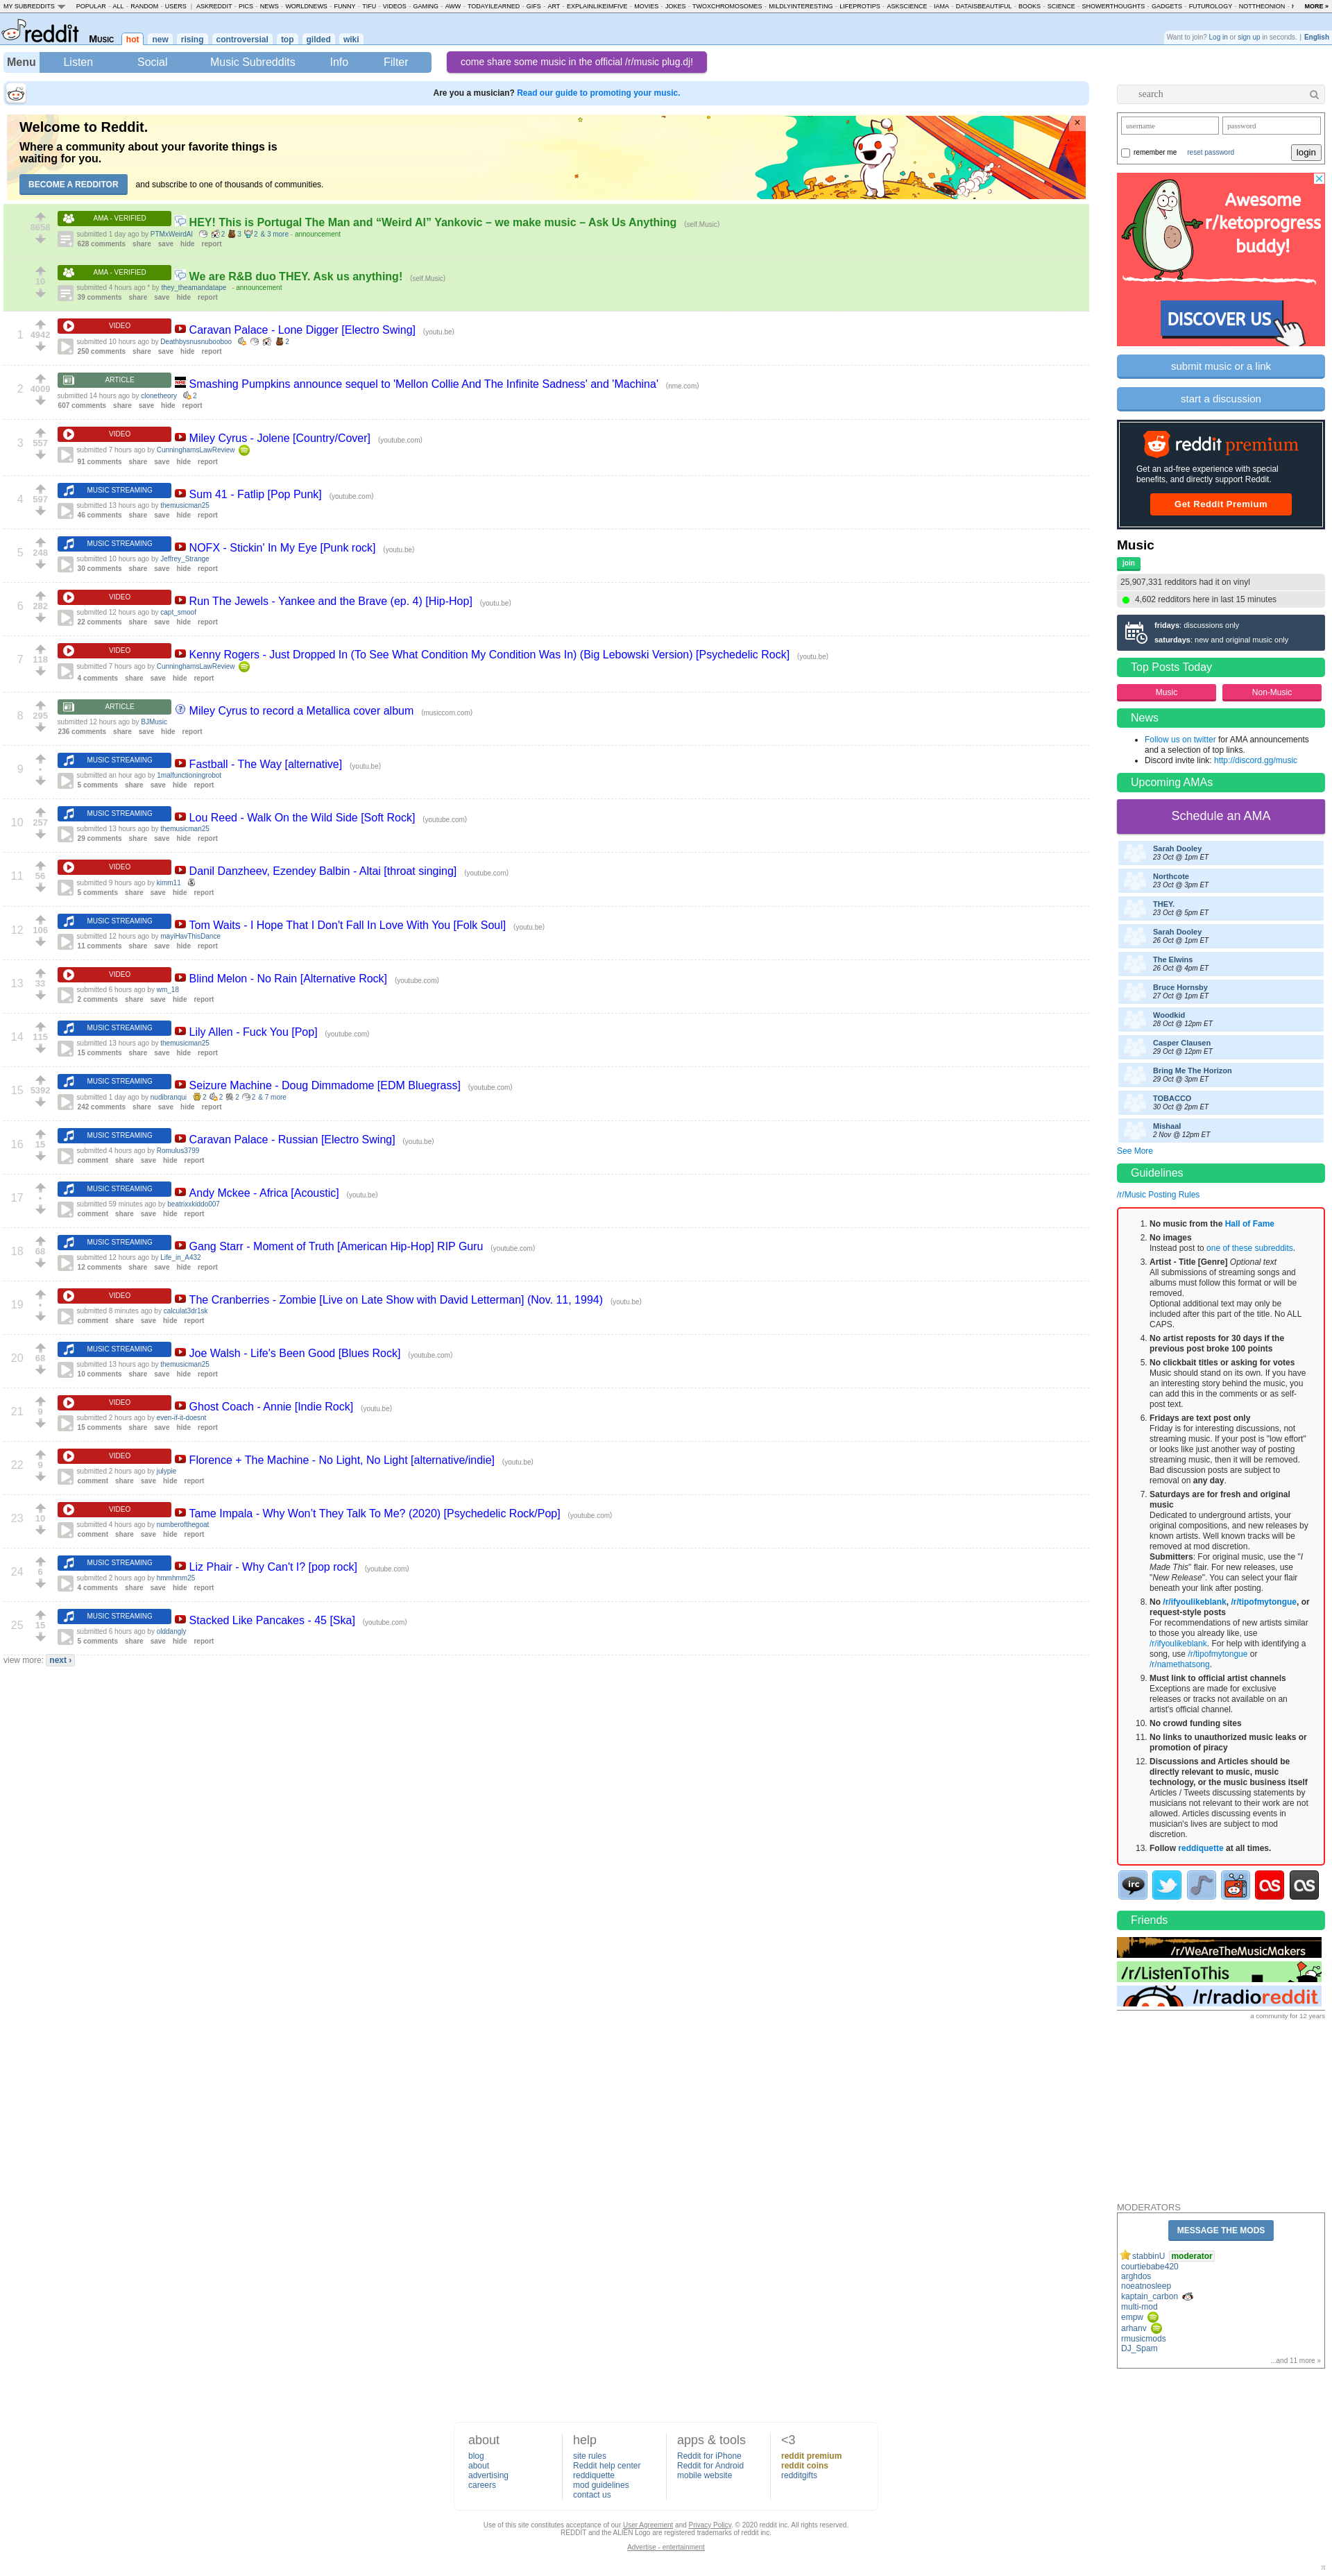 MY SUBREDDITS POPULAR - ALL - RANDOM - USERS | ASKREDDIT - PICS - NEWS - WORLDNEWS - FUNNY - TIFU - VIDEOS - GAMING - AWW - TODAYILEARNED - GIFS - ART - EXPLAINLIKEIMFIVE - MOVIES - JOKES - TWOXCHROMOSOMES - MILDLYINTERESTING - LIFEPROTIPS - ASKSCIENCE - IAMA - DATAISBEAUTIFUL - BOOKS - SCIENCE - SHOWERTHOUGHTS - GADGETS - FUTUROLOGY - NOTTHEONION - MORE »
reddit MUSIC hot new rising controversial top gilded wiki
Want to join? Log in or sign up in seconds. | English
Menu Listen Social Music Subreddits Info Filter
come share some music in the official /r/music plug.dj!
Are you a musician? Read our guide to promoting your music.
Welcome to Reddit.
Where a community about your favorite things is
waiting for you.
BECOME A REDDITOR and subscribe to one of thousands of communities.
×
8658
AMA - VERIFIED
HEY! This is Portugal The Man and “Weird Al” Yankovic – we make music – Ask Us Anything (self.Music)
submitted 1 day ago by PTMxWeirdAl 2 3 2 & 3 more - announcement
628 comments share save hide report
10
AMA - VERIFIED
We are R&B duo THEY. Ask us anything! (self.Music)
submitted 4 hours ago * by they_theamandatape - announcement
39 comments share save hide report
1 4942
VIDEO
Caravan Palace - Lone Digger [Electro Swing] (youtu.be)
submitted 10 hours ago by Deathbysnusnubooboo 2
250 comments share save hide report
2 4009
ARTICLE
Smashing Pumpkins announce sequel to 'Mellon Collie And The Infinite Sadness' and 'Machina' (nme.com)
submitted 14 hours ago by clonetheory 2
607 comments share save hide report
3 557
VIDEO
Miley Cyrus - Jolene [Country/Cover] (youtube.com)
submitted 7 hours ago by CunninghamsLawReview
91 comments share save hide report
4 597
MUSIC STREAMING
Sum 41 - Fatlip [Pop Punk] (youtube.com)
submitted 13 hours ago by themusicman25
46 comments share save hide report
5 248
MUSIC STREAMING
NOFX - Stickin' In My Eye [Punk rock] (youtu.be)
submitted 10 hours ago by Jeffrey_Strange
30 comments share save hide report
6 282
VIDEO
Run The Jewels - Yankee and the Brave (ep. 4) [Hip-Hop] (youtu.be)
submitted 12 hours ago by capt_smoof
22 comments share save hide report
7 118
VIDEO
Kenny Rogers - Just Dropped In (To See What Condition My Condition Was In) (Big Lebowski Version) [Psychedelic Rock] (youtu.be)
submitted 7 hours ago by CunninghamsLawReview
4 comments share save hide report
8 295
ARTICLE
Miley Cyrus to record a Metallica cover album (musiccom.com)
submitted 12 hours ago by BJMusic
236 comments share save hide report
9 •
MUSIC STREAMING
Fastball - The Way [alternative] (youtu.be)
submitted an hour ago by 1malfunctioningrobot
5 comments share save hide report
10 257
MUSIC STREAMING
Lou Reed - Walk On the Wild Side [Soft Rock] (youtube.com)
submitted 13 hours ago by themusicman25
29 comments share save hide report
11 56
VIDEO
Danil Danzheev, Ezendey Balbin - Altai [throat singing] (youtube.com)
submitted 9 hours ago by kimm11
5 comments share save hide report
12 106
MUSIC STREAMING
Tom Waits - I Hope That I Don't Fall In Love With You [Folk Soul] (youtu.be)
submitted 12 hours ago by mayiHavThisDance
11 comments share save hide report
13 33
VIDEO
Blind Melon - No Rain [Alternative Rock] (youtube.com)
submitted 6 hours ago by wm_18
2 comments share save hide report
14 115
MUSIC STREAMING
Lily Allen - Fuck You [Pop] (youtube.com)
submitted 13 hours ago by themusicman25
15 comments share save hide report
15 5392
MUSIC STREAMING
Seizure Machine - Doug Dimmadome [EDM Bluegrass] (youtube.com)
submitted 1 day ago by nudibranqui 2 2 2 2 & 7 more
242 comments share save hide report
16 15
MUSIC STREAMING
Caravan Palace - Russian [Electro Swing] (youtu.be)
submitted 4 hours ago by Romulus3799
comment share save hide report
17 •
MUSIC STREAMING
Andy Mckee - Africa [Acoustic] (youtu.be)
submitted 59 minutes ago by beatrixxkiddo007
comment share save hide report
18 68
MUSIC STREAMING
Gang Starr - Moment of Truth [American Hip-Hop] RIP Guru (youtube.com)
submitted 12 hours ago by Life_in_A432
12 comments share save hide report
19 •
VIDEO
The Cranberries - Zombie [Live on Late Show with David Letterman] (Nov. 11, 1994) (youtu.be)
submitted 8 minutes ago by calculat3dr1sk
comment share save hide report
20 68
MUSIC STREAMING
Joe Walsh - Life's Been Good [Blues Rock] (youtube.com)
submitted 13 hours ago by themusicman25
10 comments share save hide report
21 9
VIDEO
Ghost Coach - Annie [Indie Rock] (youtu.be)
submitted 2 hours ago by even-if-it-doesnt
15 comments share save hide report
22 9
VIDEO
Florence + The Machine - No Light, No Light [alternative/indie] (youtu.be)
submitted 2 hours ago by julypie
comment share save hide report
23 10
VIDEO
Tame Impala - Why Won’t They Talk To Me? (2020) [Psychedelic Rock/Pop] (youtube.com)
submitted 4 hours ago by numberofthegoat
comment share save hide report
24 6
MUSIC STREAMING
Liz Phair - Why Can't I? [pop rock] (youtube.com)
submitted 2 hours ago by hmmhmm25
4 comments share save hide report
25 15
MUSIC STREAMING
Stacked Like Pancakes - 45 [Ska] (youtube.com)
submitted 6 hours ago by olddangly
5 comments share save hide report
view more: next ›
search
username password
remember me reset password login
Awesome
r/ketoprogress
buddy!
DISCOVER US
submit music or a link
start a discussion
reddit premium
Get an ad-free experience with special
benefits, and directly support Reddit.
Get Reddit Premium
Music
join
25,907,331 redditors had it on vinyl
4,602 redditors here in last 15 minutes
fridays: discussions only
saturdays: new and original music only
Top Posts Today
Music Non-Music
News
• Follow us on twitter for AMA announcements
and a selection of top links.
• Discord invite link: http://discord.gg/music
Upcoming AMAs
Schedule an AMA
Sarah Dooley
23 Oct @ 1pm ET
Northcote
23 Oct @ 3pm ET
THEY.
23 Oct @ 5pm ET
Sarah Dooley
26 Oct @ 1pm ET
The Elwins
26 Oct @ 4pm ET
Bruce Hornsby
27 Oct @ 1pm ET
Woodkid
28 Oct @ 12pm ET
Casper Clausen
29 Oct @ 12pm ET
Bring Me The Horizon
29 Oct @ 3pm ET
TOBACCO
30 Oct @ 2pm ET
Mishaal
2 Nov @ 12pm ET
See More
Guidelines
/r/Music Posting Rules
1. No music from the Hall of Fame
2. No images
Instead post to one of these subreddits.
3. Artist - Title [Genre] Optional text
All submissions of streaming songs and
albums must follow this format or will be
removed.
Optional additional text may only be
included after this part of the title. No ALL
CAPS.
4. No artist reposts for 30 days if the
previous post broke 100 points
5. No clickbait titles or asking for votes
Music should stand on its own. If you have
an interesting story behind the music, you
can add this in the comments or as self-
post text.
6. Fridays are text post only
Friday is for interesting discussions, not
streaming music. If your post is "low effort"
or looks like just another way of posting
streaming music, then it will be removed.
Bad discussion posts are subject to
removal on any day.
7. Saturdays are for fresh and original
music
Dedicated to underground artists, your
original compositions, and new releases by
known artists. Well known tracks will be
removed at mod discretion.
Submitters: For original music, use the "I
Made This" flair. For new releases, use
"New Release". You can select your flair
beneath your link after posting.
8. No /r/ifyoulikeblank, /r/tipofmytongue, or
request-style posts
For recommendations of new artists similar
to those you already like, use
/r/ifyoulikeblank. For help with identifying a
song, use /r/tipofmytongue or
/r/namethatsong.
9. Must link to official artist channels
Exceptions are made for exclusive
releases or tracks not available on an
artist's official channel.
10. No crowd funding sites
11. No links to unauthorized music leaks or
promotion of piracy
12. Discussions and Articles should be
directly relevant to music, music
technology, or the music business itself
Articles / Tweets discussing statements by
musicians not relevant to their work are not
allowed. Articles discussing events in
musician's lives are subject to mod
discretion.
13. Follow reddiquette at all times.
irc
Friends
/r/WeAreTheMusicMakers
/r/ListenToThis
/r/radioreddit
a community for 12 years
MODERATORS
MESSAGE THE MODS
stabbinU moderator
courtiebabe420
arghdos
noeatnosleep
kaptain_carbon
multi-mod
empw
arhanv
rmusicmods
DJ_Spam
...and 11 more »
about help apps & tools <3
blog site rules Reddit for iPhone reddit premium
about Reddit help center Reddit for Android reddit coins
advertising reddiquette mobile website redditgifts
careers mod guidelines
contact us
Use of this site constitutes acceptance of our User Agreement and Privacy Policy. © 2020 reddit inc. All rights reserved.
REDDIT and the ALIEN Logo are registered trademarks of reddit inc.
Advertise - entertainment
π